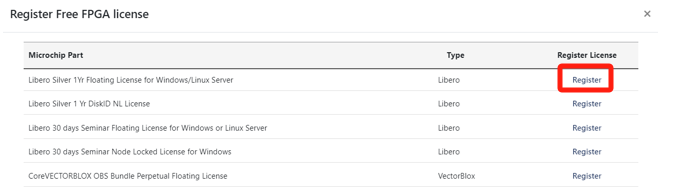 Register Free FPGA license ×
Microchip Part Type Register License
Libero Silver 1Yr Floating License for Windows/Linux Server Libero Register
Libero Silver 1 Yr DiskID NL License Libero Register
Libero 30 days Seminar Floating License for Windows or Linux Server Libero Register
Libero 30 days Seminar Node Locked License for Windows Libero Register
CoreVECTORBLOX OBS Bundle Perpetual Floating License VectorBlox Register